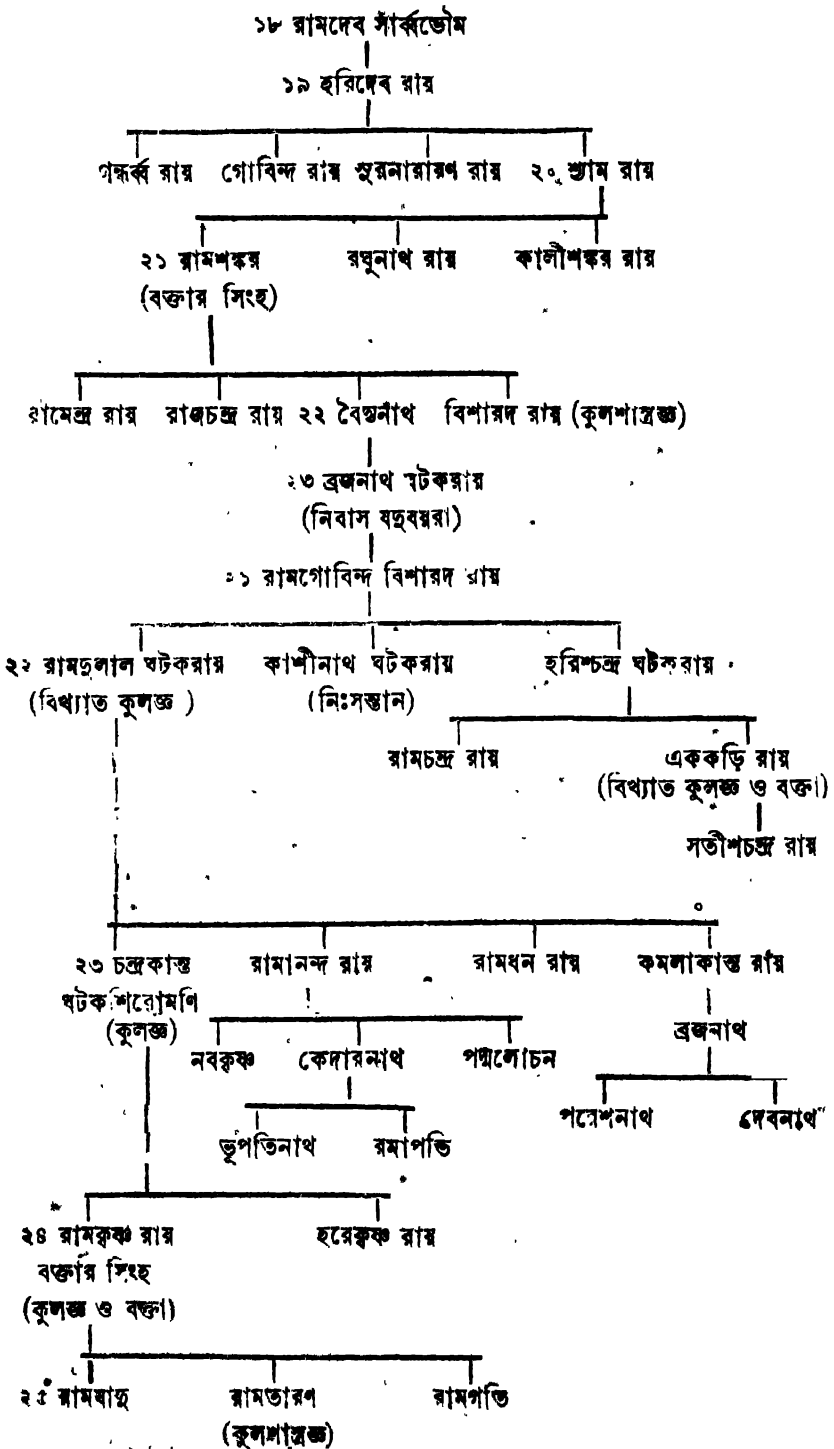 ১৮ রামদেব সার্ব্বভৌম
১৯ হরিদেব রায়
গন্ধর্ব্ব রায় গোবিন্দ রায় সুরনারায়ণ রায় ২০ শ্যাম রায়
২১ রামশঙ্কর রঘুনাথ রায় কালীশঙ্কর রায়
(বক্তার সিংহ)
রামেন্দ্র রায় রাজচন্দ্র রায় ২২ বৈদ্যনাথ বিশারদ রায় (কুলশাস্ত্রজ্ঞ)
২৩ ব্রজনাথ ঘটকরায়
(নিবাস যদুবয়রা)
২১ রামগোবিন্দ বিশারদ রায়
২২ রামদুলাল ঘটকরায় কাশীনাথ ঘটকরায় হরিশ্চন্দ্র ঘটকরায়
(বিখ্যাত কুলজ্ঞ) (নিঃসন্তান)
রামচন্দ্র রায় এককড়ি রায়
(বিখ্যাত কুলজ্ঞ ও বক্তা)
সতীশচন্দ্র রায়
২৩ চন্দ্রকান্ত রামানন্দ রায় রামধন রায় কমলাকান্ত রায়
ঘটকশিরোমণি
(কুলজ্ঞ) ব্রজনাথ
নবকৃষ্ণ কেদারনাথ পদ্মলোচন
পরেশনাথ দেবনাথ
ভূপতিনাথ রমাপতি
২৪ রামকৃষ্ণ রায় হরেকৃষ্ণ রায়
বক্তার সিংহ
(কুলজ্ঞ ও বক্তা)
২৫ রামযাদু রামতারণ রামগতি
(কুলশাস্ত্রজ্ঞ)